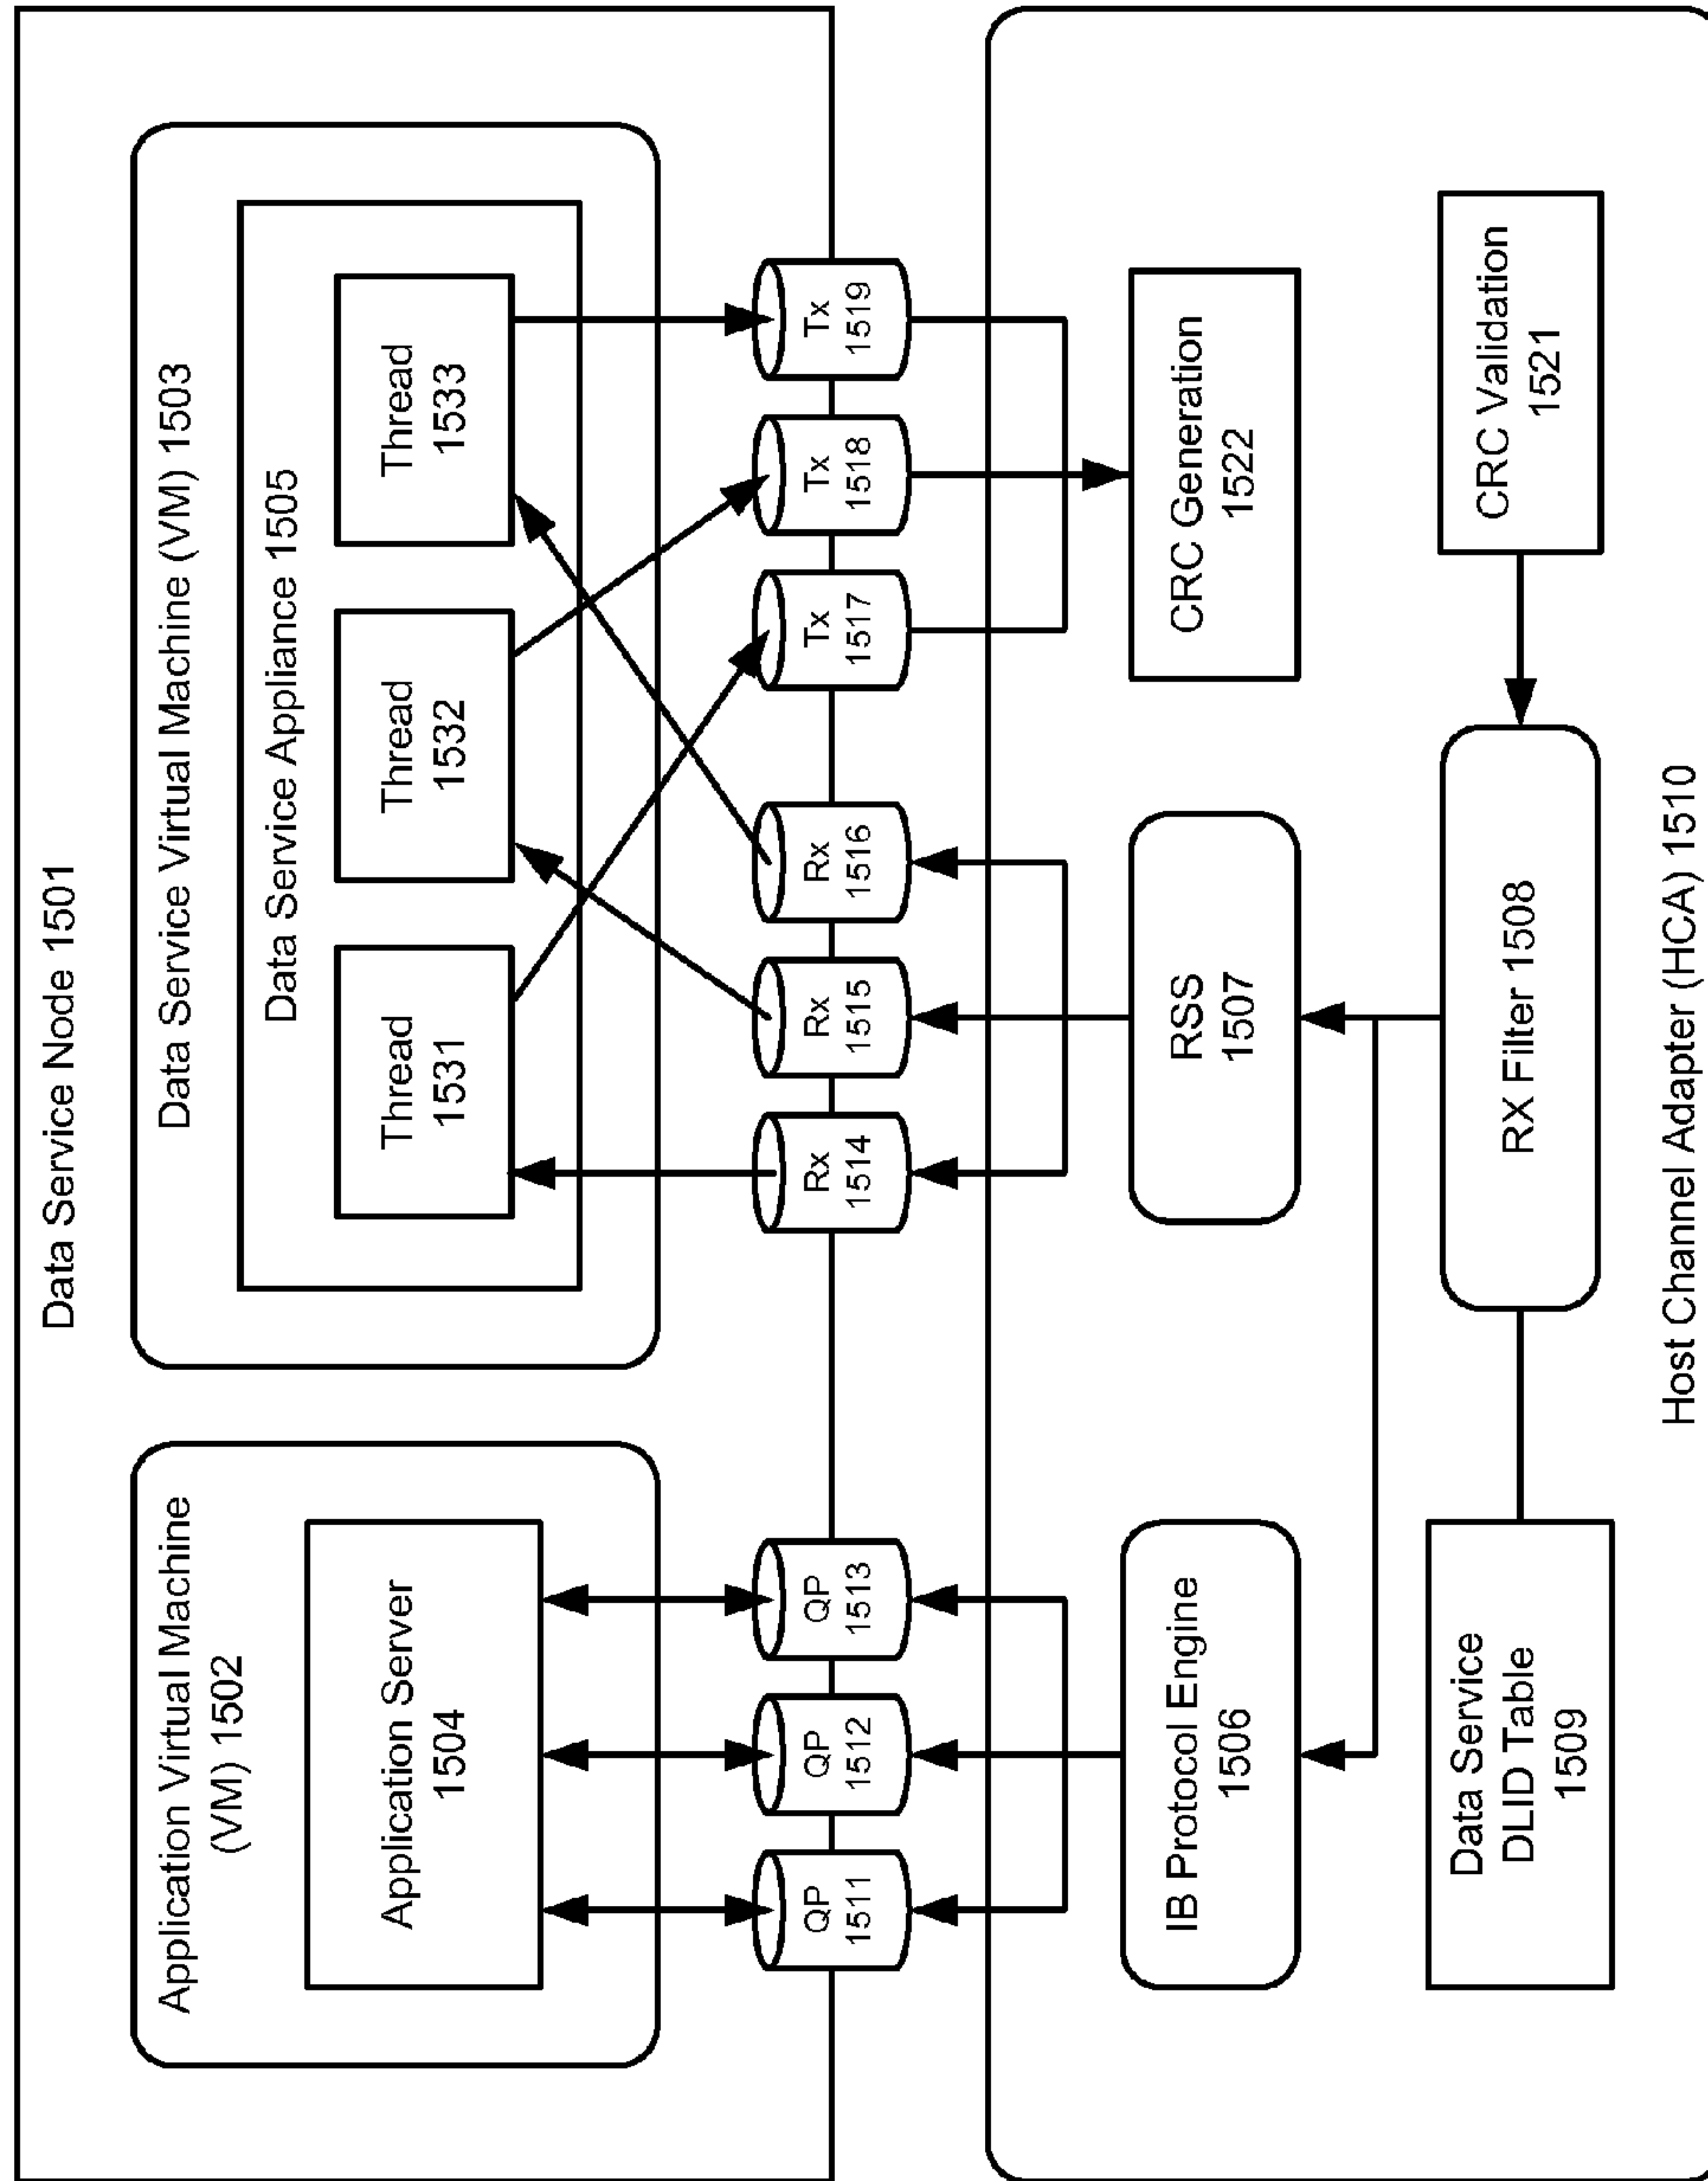 Data Service Node 1501
Application Virtual Machine
(VM) 1502
Application Server
1504
Data Service Virtual Machine (VM) 1503
Data Service Appliance 1505
Thread
1531
Thread
1532
Thread
1533
QP
1511
QP
1512
QP
1513
Rx
1514
Rx
1515
Rx
1516
Tx
1517
Tx
1518
Tx
1519
IB Protocol Engine
1506
RSS
1507
CRC Generation
1522
Data Service
DLID Table
1509
RX Filter 1508
CRC Validation
1521
Host Channel Adapter (HCA) 1510